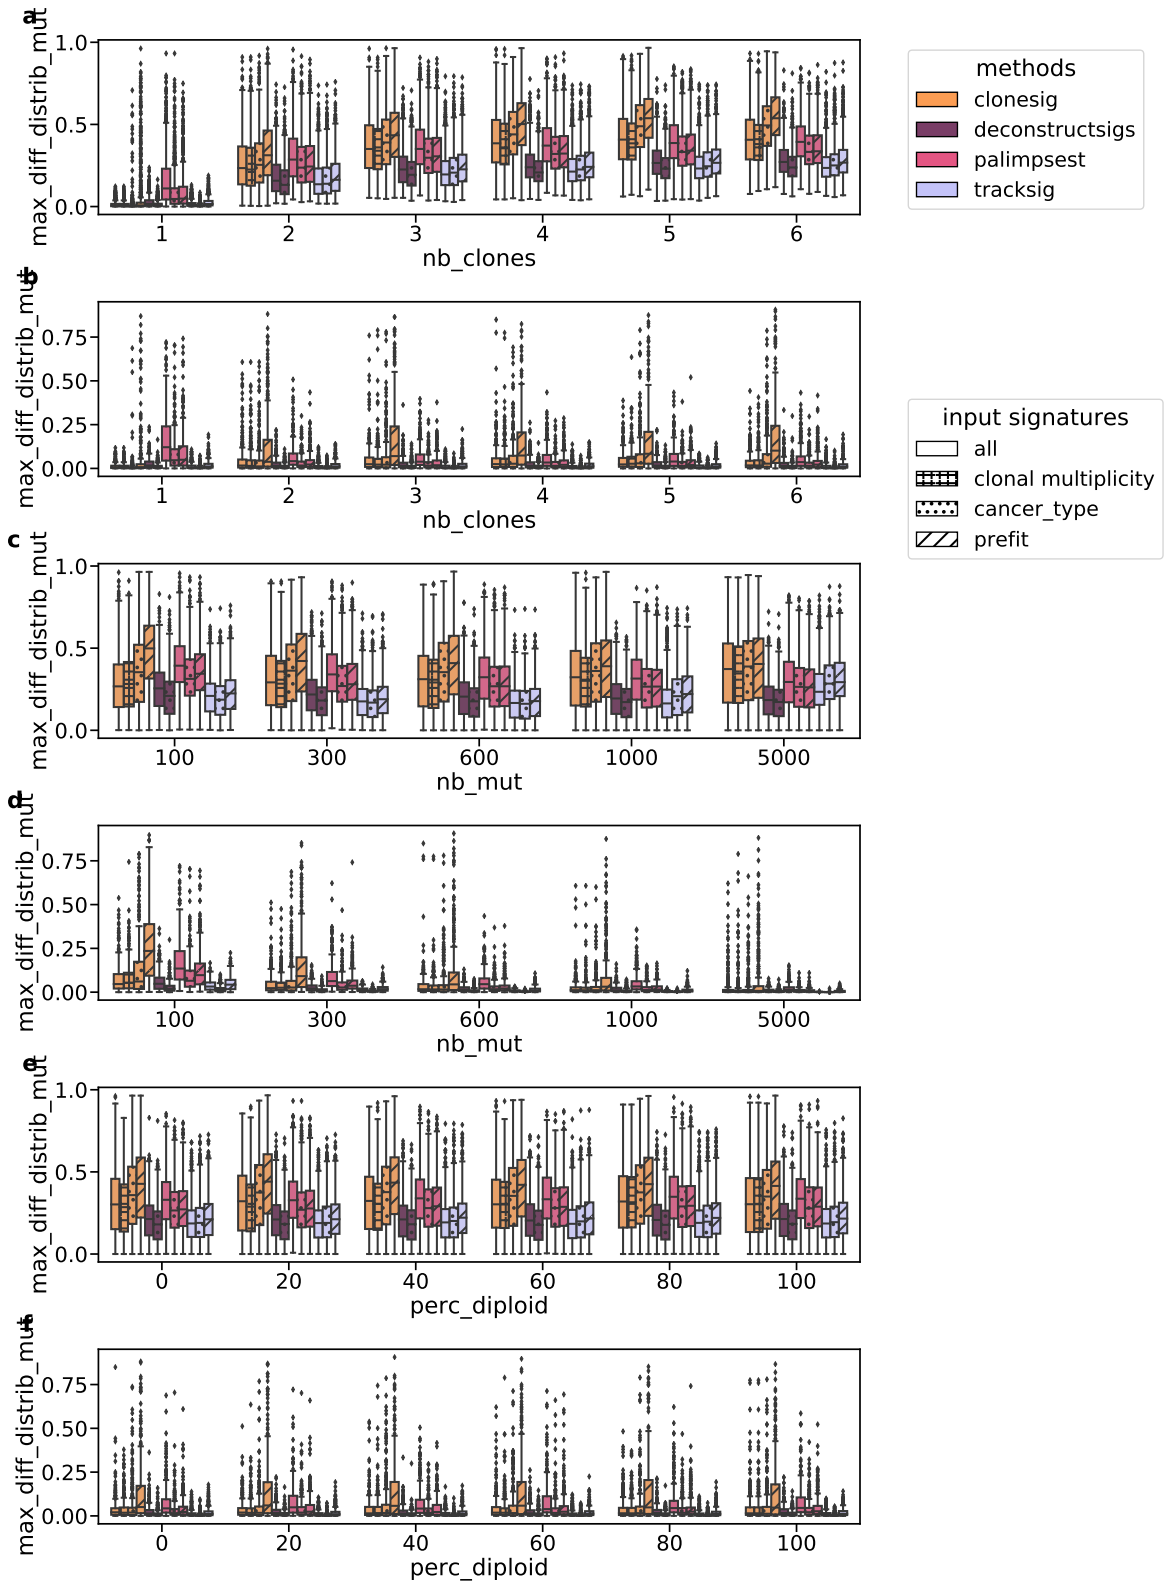 a
max_diff_distrib_mut
1.0
0.5
0.0
1 2 3 4 5 6
nb_clones
methods
clonesig
deconstructsigs
palimpsest
tracksig
b
max_diff_distrib_mut
0.75
0.50
0.25
0.00
1 2 3 4 5 6
nb_clones
input signatures
all
clonal multiplicity
cancer_type
prefit
c
max_diff_distrib_mut
1.0
0.5
0.0
100 300 600 1000 5000
nb_mut
d
max_diff_distrib_mut
0.75
0.50
0.25
0.00
100 300 600 1000 5000
nb_mut
e
max_diff_distrib_mut
1.0
0.5
0.0
0 20 40 60 80 100
perc_diploid
f
max_diff_distrib_mut
0.75
0.50
0.25
0.00
0 20 40 60 80 100
perc_diploid